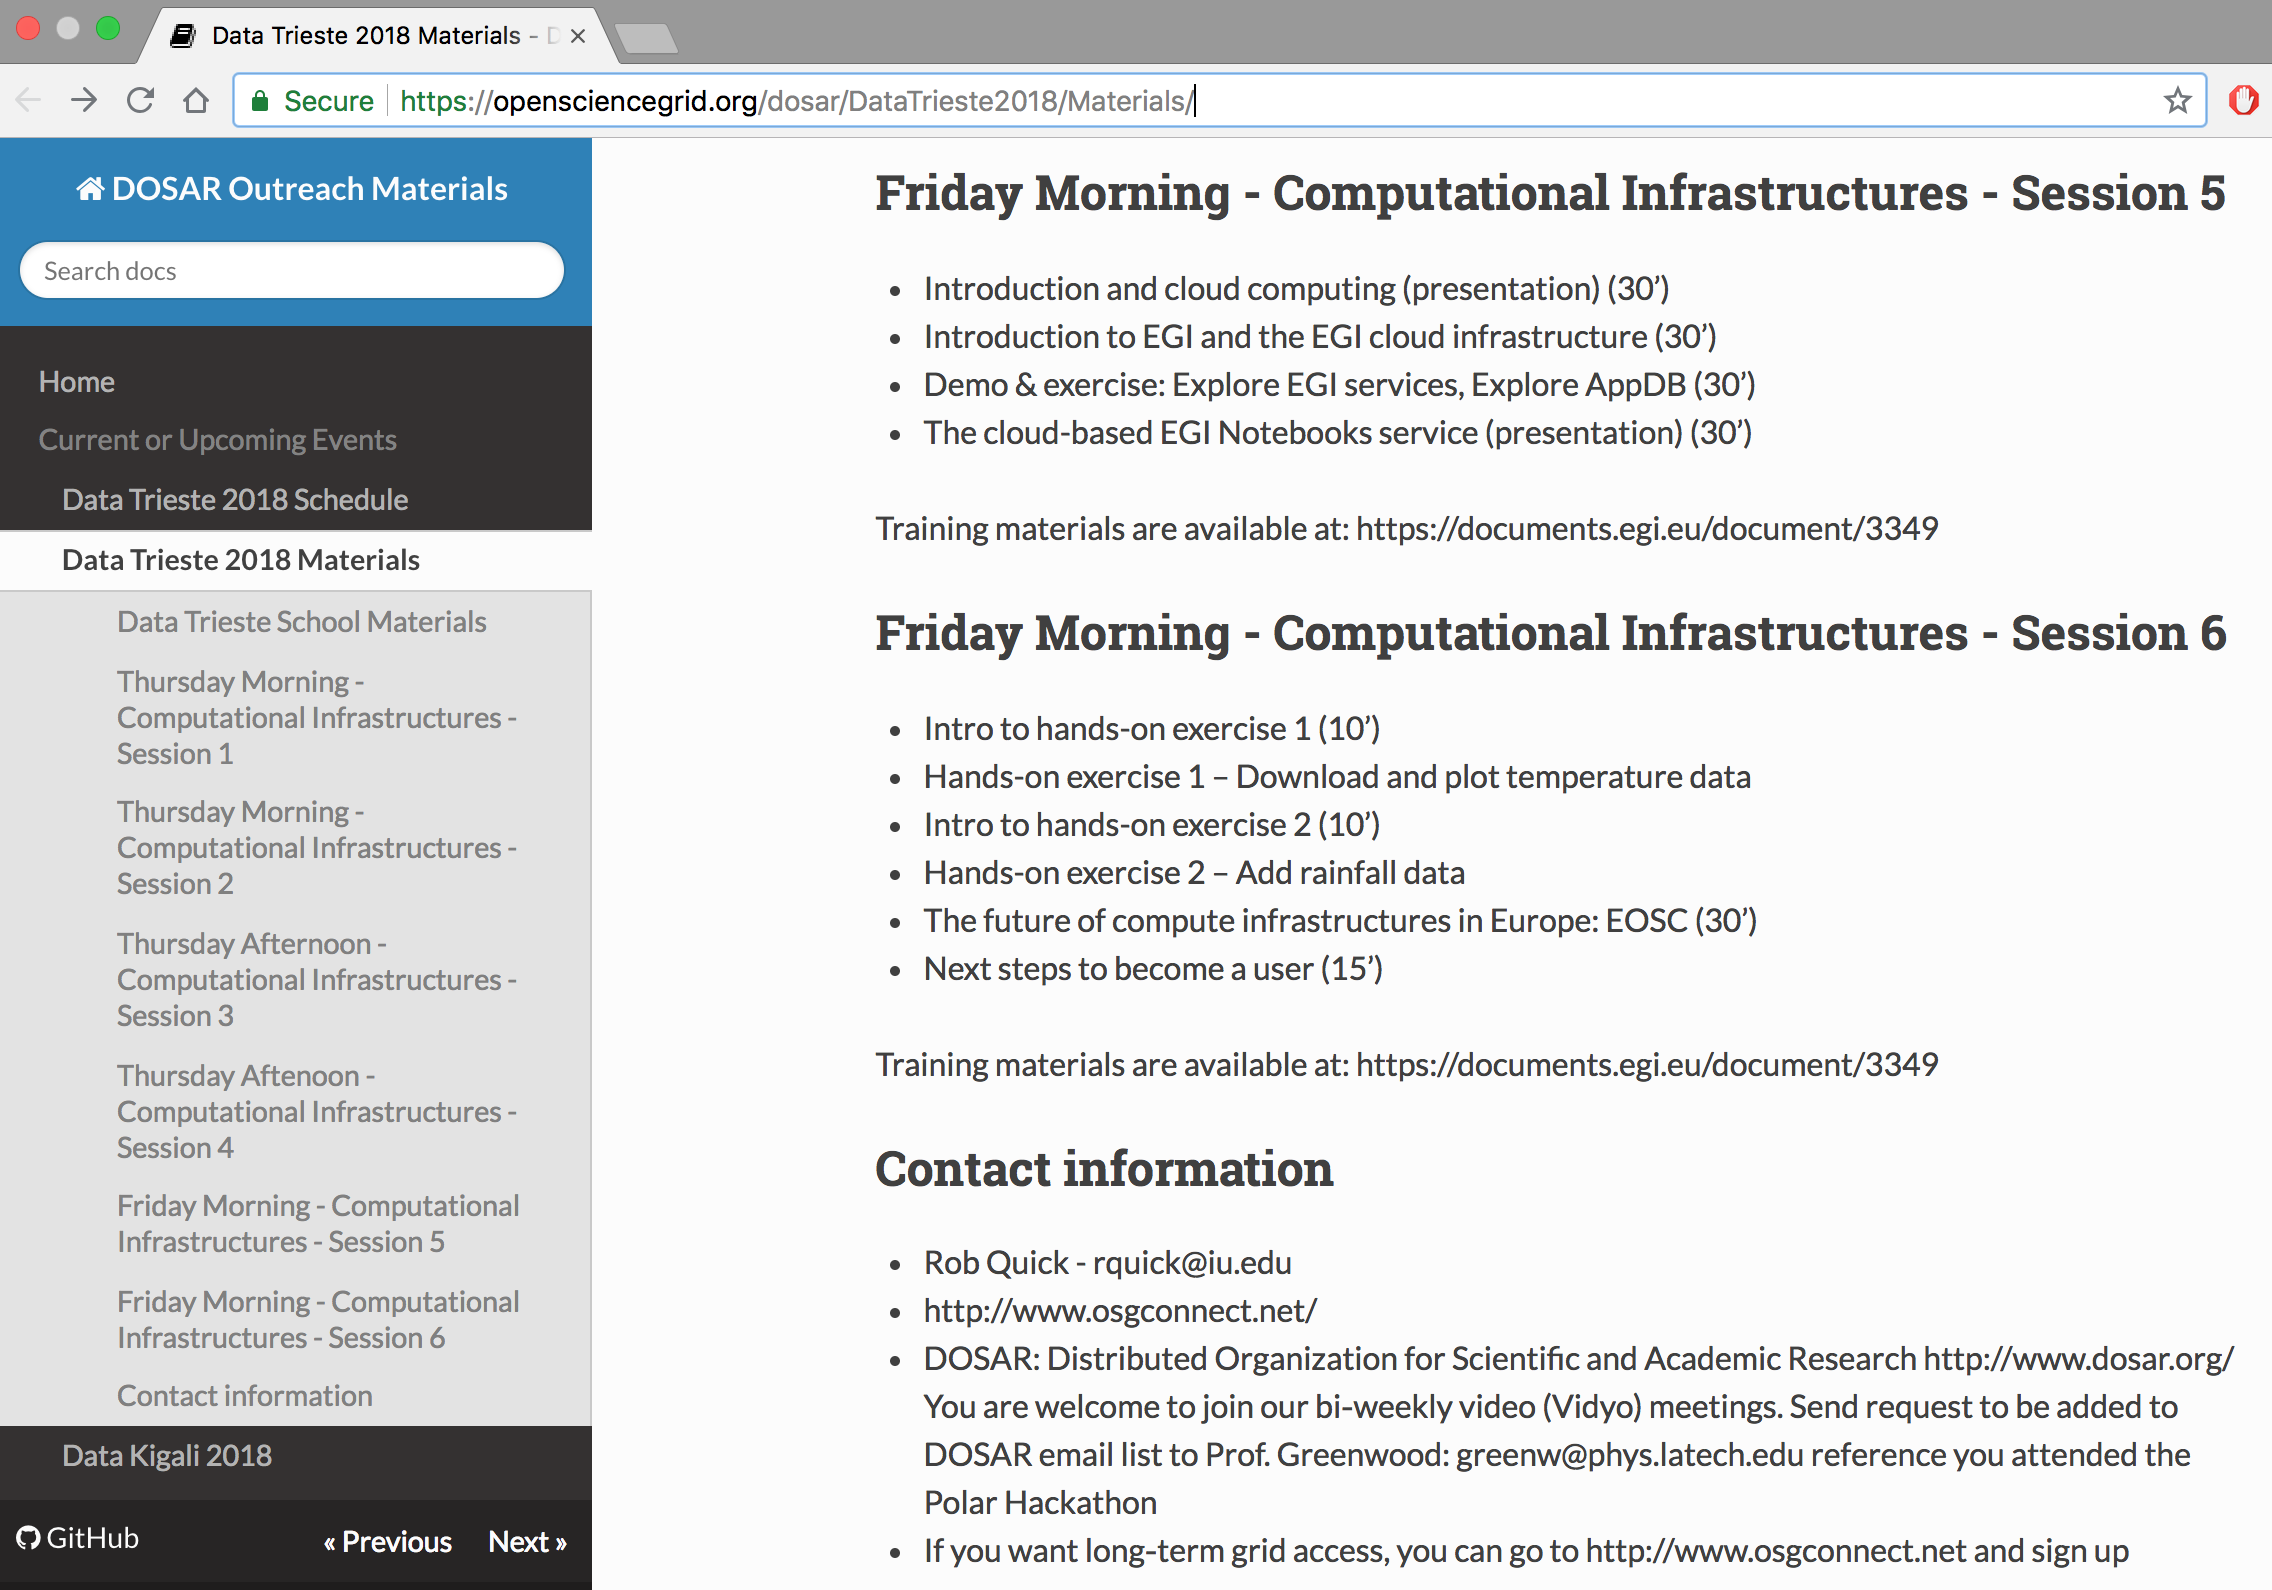 Data Trieste 2018 Materials - D
Secure https://opensciencegrid.org/dosar/DataTrieste2018/Materials/
DOSAR Outreach Materials
Search docs
Home
Current or Upcoming Events
Data Trieste 2018 Schedule
Data Trieste 2018 Materials
Data Trieste School Materials
Thursday Morning -
Computational Infrastructures -
Session 1
Thursday Morning -
Computational Infrastructures -
Session 2
Thursday Afternoon -
Computational Infrastructures -
Session 3
Thursday Aftenoon -
Computational Infrastructures -
Session 4
Friday Morning - Computational
Infrastructures - Session 5
Friday Morning - Computational
Infrastructures - Session 6
Contact information
Data Kigali 2018
GitHub
« Previous
Next »
Friday Morning - Computational Infrastructures - Session 5
• Introduction and cloud computing (presentation) (30’)
• Introduction to EGI and the EGI cloud infrastructure (30’)
• Demo & exercise: Explore EGI services, Explore AppDB (30’)
• The cloud-based EGI Notebooks service (presentation) (30’)
Training materials are available at: https://documents.egi.eu/document/3349
Friday Morning - Computational Infrastructures - Session 6
• Intro to hands-on exercise 1 (10’)
• Hands-on exercise 1 – Download and plot temperature data
• Intro to hands-on exercise 2 (10’)
• Hands-on exercise 2 – Add rainfall data
• The future of compute infrastructures in Europe: EOSC (30’)
• Next steps to become a user (15’)
Training materials are available at: https://documents.egi.eu/document/3349
Contact information
• Rob Quick - rquick@iu.edu
• http://www.osgconnect.net/
• DOSAR: Distributed Organization for Scientific and Academic Research http://www.dosar.org/
You are welcome to join our bi-weekly video (Vidyo) meetings. Send request to be added to
DOSAR email list to Prof. Greenwood: greenw@phys.latech.edu reference you attended the
Polar Hackathon
• If you want long-term grid access, you can go to http://www.osgconnect.net and sign up